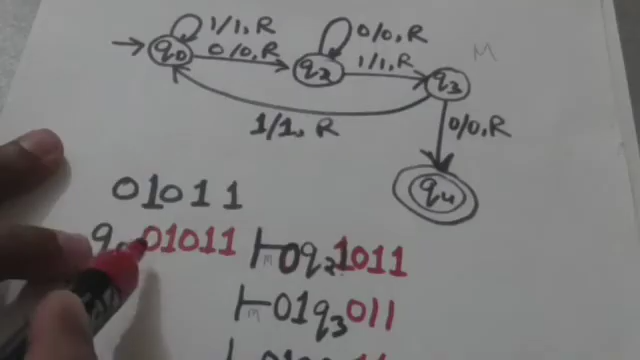 1/1, R
0/0, R
M
q0
0/0, R
q2
1/1, R
q3
1/1, R
0/0, R
q4
01011
q0 01011 ⊢M 0q2 1011
⊢M 01q3 011